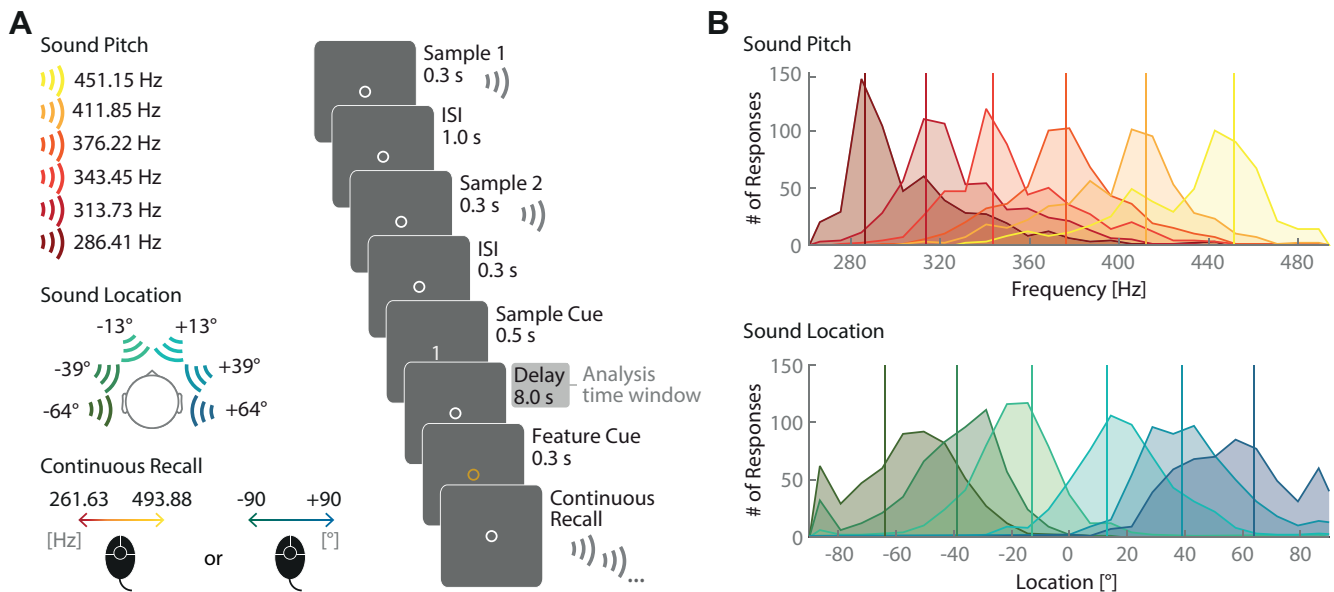 A
Sound Pitch
451.15 Hz
411.85 Hz
376.22 Hz
343.45 Hz
313.73 Hz
286.41 Hz
Sound Location
-13°
+13°
-39°
+39°
-64°
+64°
Continuous Recall
261.63 493.88
[Hz]
or
-90 +90
[°]
Sample 1
0.3 s
ISI
1.0 s
Sample 2
0.3 s
ISI
0.3 s
1
Sample Cue
0.5 s
Delay
8.0 s
Analysis
time window
Feature Cue
0.3 s
Continuous
Recall
...
B
Sound Pitch
# of Responses
150
100
50
0
280 320 360 400 440 480
Frequency [Hz]
Sound Location
# of Responses
150
100
50
0
-80 -60 -40 -20 0 20 40 60 80
Location [°]